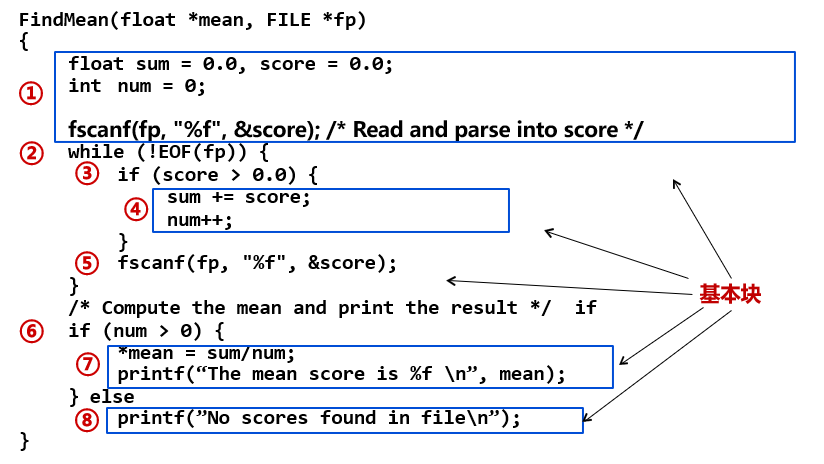 FindMean(float *mean, FILE *fp)
{
float sum = 0.0, score = 0.0;
① int num = 0;
fscanf(fp, "%f", &score); /* Read and parse into score */
② while (!EOF(fp)) {
③ if (score > 0.0) {
sum += score;
④ num++;
}
⑤ fscanf(fp, "%f", &score);
}
基本块
/* Compute the mean and print the result */ if
⑥ if (num > 0) {
*mean = sum/num;
⑦ printf(“The mean score is %f \n”, mean);
} else
⑧ printf(”No scores found in file\n”);
}